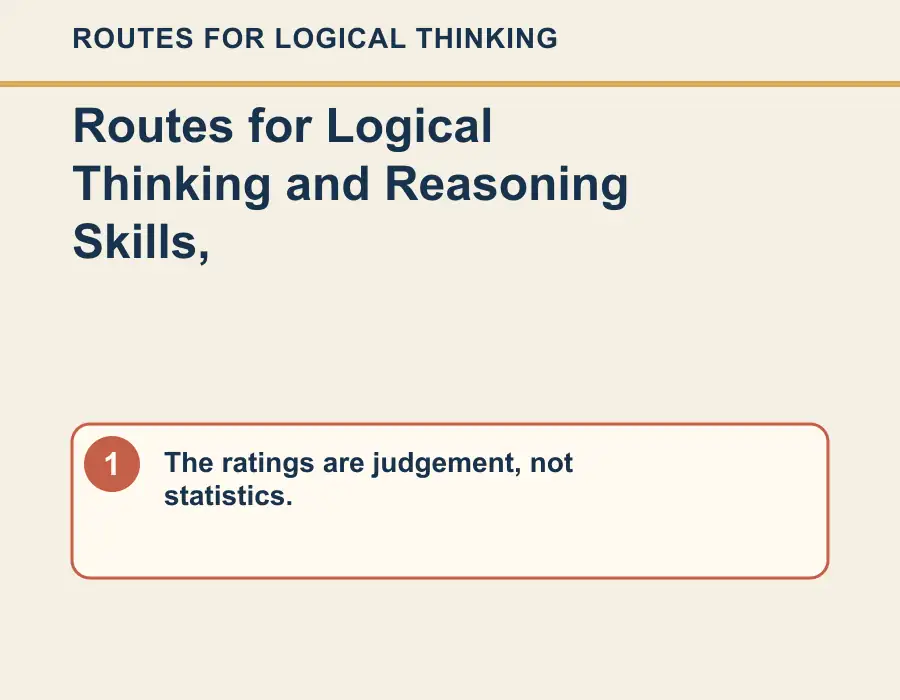 ROUTES FOR LOGICAL THINKING
Routes for Logical
Thinking and Reasoning
Skills,
1
The ratings are judgement, not
statistics.